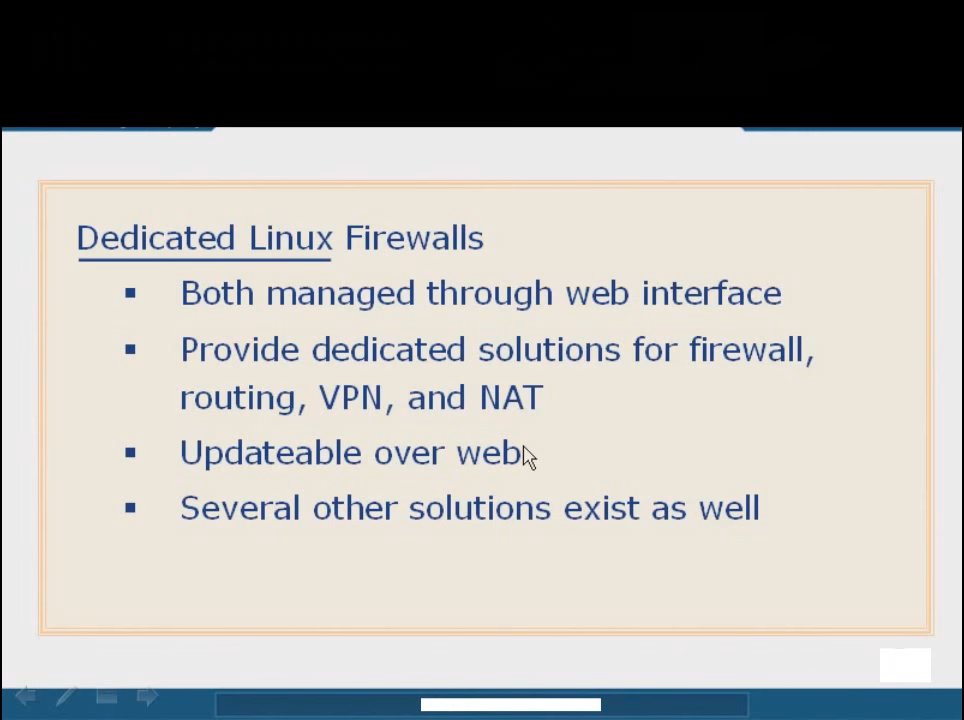 Dedicated Linux Firewalls
▪ Both managed through web interface
▪ Provide dedicated solutions for firewall,
routing, VPN, and NAT
▪ Updateable over web
▪ Several other solutions exist as well